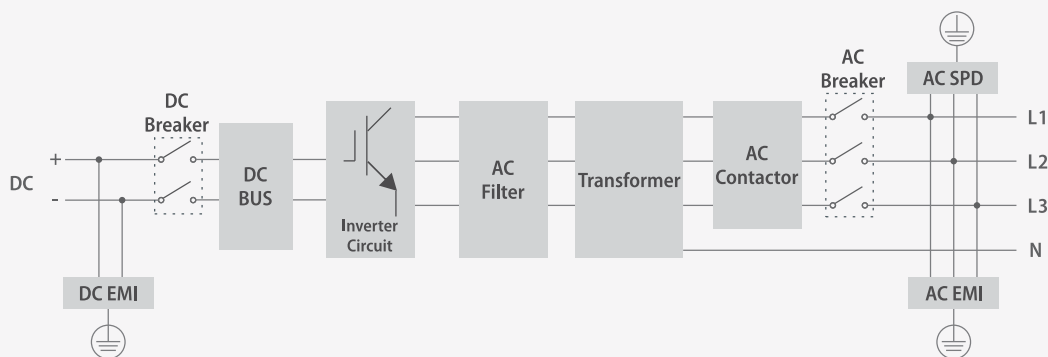 AC SPD
AC
Breaker
DC
Breaker
L1
+
DC
-
DC
BUS
Inverter
Circuit
AC
Filter
Transformer
AC
Contactor
L2
L3
N
DC EMI
AC EMI